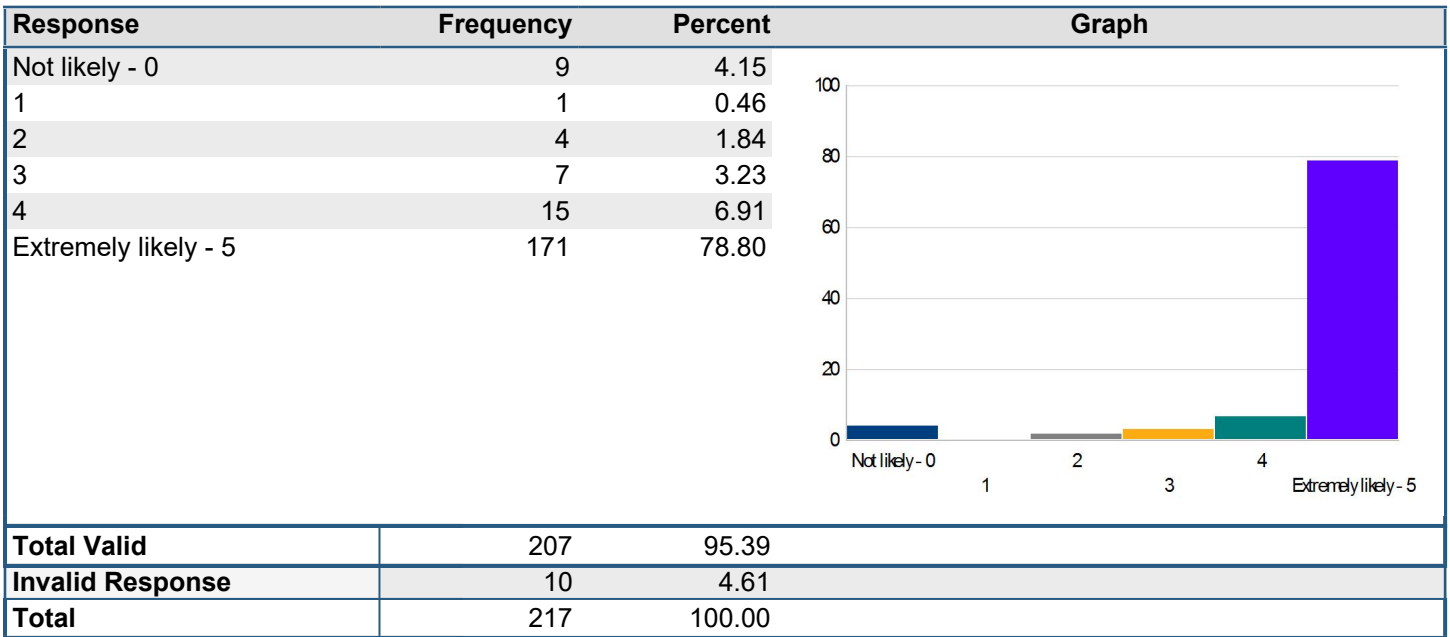 Response Frequency Percent Graph
Not likely - 0 9 4.15
1 1 0.46
2 4 1.84
3 7 3.23
4 15 6.91
Extremely likely - 5 171 78.80
100
80
60
40
20
0
Not likely - 0 2 4
1 3 Extremely likely - 5
Total Valid 207 95.39
Invalid Response 10 4.61
Total 217 100.00